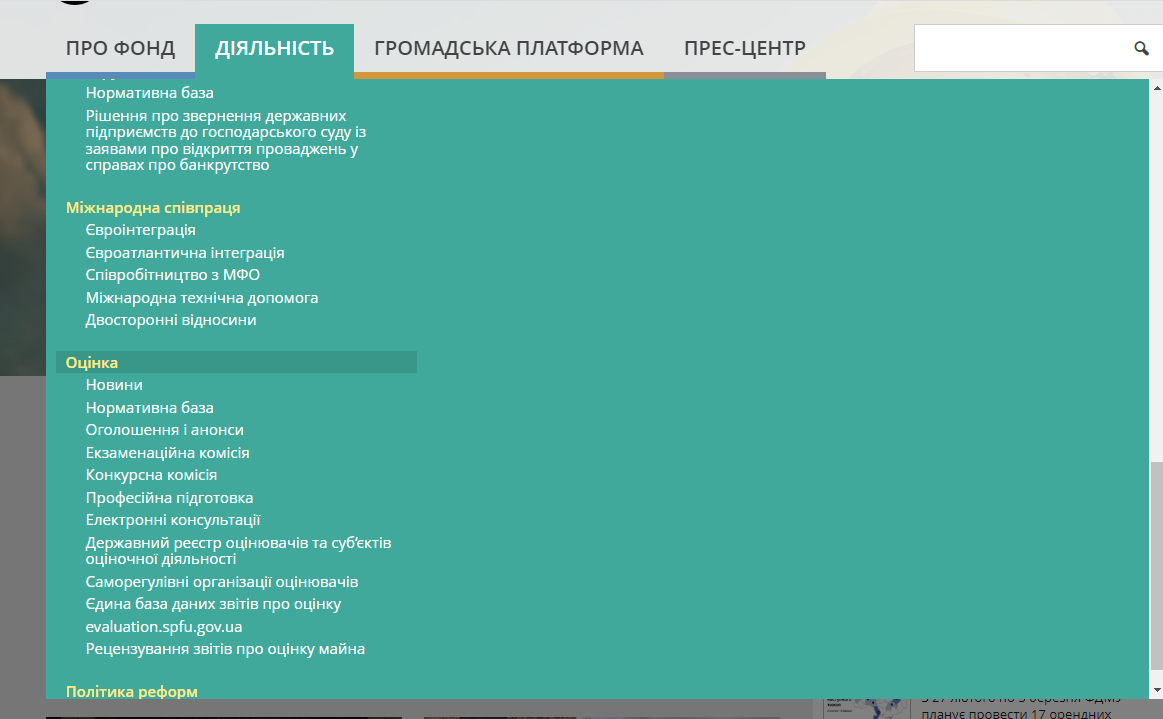 ПРО ФОНД
ДІЯЛЬНІСТЬ
ГРОМАДСЬКА ПЛАТФОРМА
ПРЕС-ЦЕНТР
Нормативна база
Рішення про звернення державних
підприємств до господарського суду із
заявами про відкриття проваджень у
справах про банкрутство
Міжнародна співпраця
Євроінтеграція
Євроатлантична інтеграція
Співробітництво з МФО
Міжнародна технічна допомога
Двосторонні відносини
Оцінка
Новини
Нормативна база
Оголошення і анонси
Екзаменаційна комісія
Конкурсна комісія
Професійна підготовка
Електронні консультації
Державний реєстр оцінювачів та суб’єктів
оціночної діяльності
Саморегулівні організації оцінювачів
Єдина база даних звітів про оцінку
evaluation.spfu.gov.ua
Рецензування звітів про оцінку майна
Політика реформ
планує провести 17 орендних